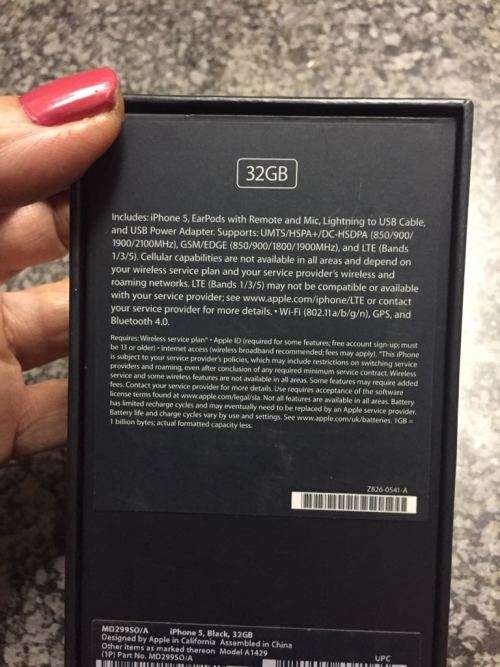 32GB
Includes: iPhone 5, EarPods with Remote and Mic, Lightning to USB Cable,
and USB Power Adapter. Supports: UMTS/HSPA+/DC-HSDPA (850/900/
1900/2100MHz), GSM/EDGE (850/900/1800/1900MHz), and LTE (Bands
1/3/5). Cellular capabilities are not available in all areas and depend on
your wireless service plan and your service provider's wireless and
roaming networks. LTE (Bands 1/3/5) may not be compatible or available
with your service provider; see www.apple.com/iphone/LTE or contact
your service provider for more details. • Wi-Fi (802.11a/b/g/n), GPS, and
Bluetooth 4.0.
Requires: Wireless service plan* • Apple ID (required for some features; free account sign-up; must
be 13 or older) • Internet access (wireless broadband recommended; fees may apply). *This iPhone
is subject to your service provider's policies, which may include restrictions on switching service
providers and roaming, even after conclusion of any required minimum service contract. Wireless
service and some wireless features are not available in all areas. Some features may require added
fees. Contact your service provider for more details. Use requires acceptance of the software
license terms found at www.apple.com/legal/sla. Not all features are available in all areas. Battery
has limited recharge cycles and may eventually need to be replaced by an Apple service provider.
Battery life and charge cycles vary by use and settings. See www.apple.com/uk/batteries. 1GB =
1 billion bytes; actual formatted capacity less.
Z826-0541-A
MD299SO/A iPhone 5, Black, 32GB
Designed by Apple in California Assembled in China
Other items as marked thereon Model A1429
(1P) Part No. MD299SO/A UPC